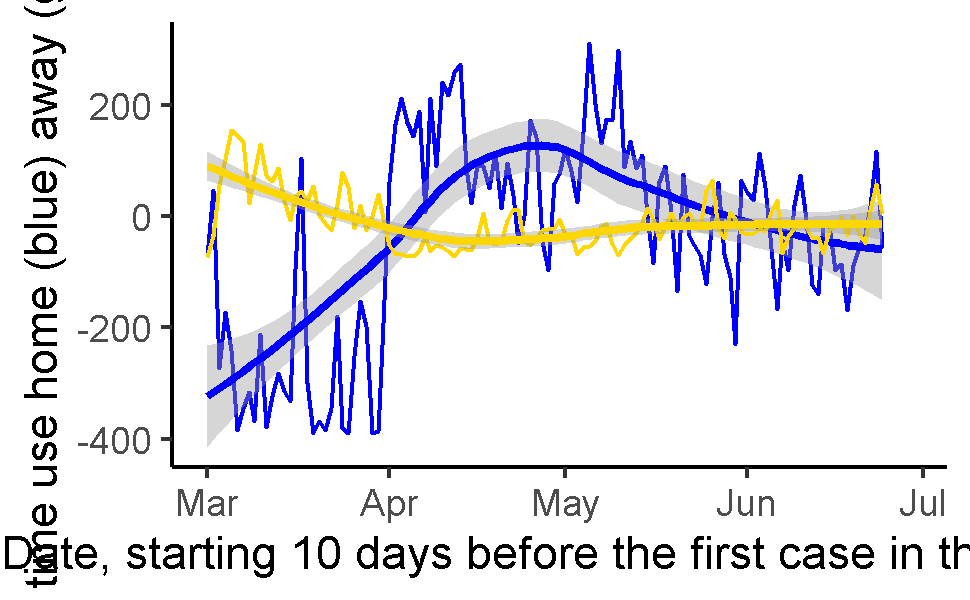 time use home (blue) away (
200
0
-200
-400
Mar Apr May Jun Jul
Date, starting 10 days before the first case in th